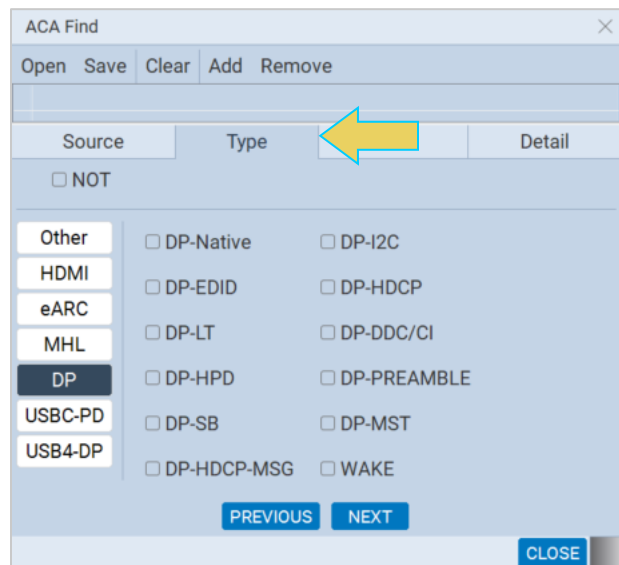 ACA Find
Open Save Clear Add Remove
Source Type Detail
NOT
Other
HDMI
eARC
MHL
DP
USBC-PD
USB4-DP
DP-Native DP-I2C
DP-EDID DP-HDCP
DP-LT DP-DDC/CI
DP-HPD DP-PREAMBLE
DP-SB DP-MST
DP-HDCP-MSG WAKE
PREVIOUS NEXT
CLOSE